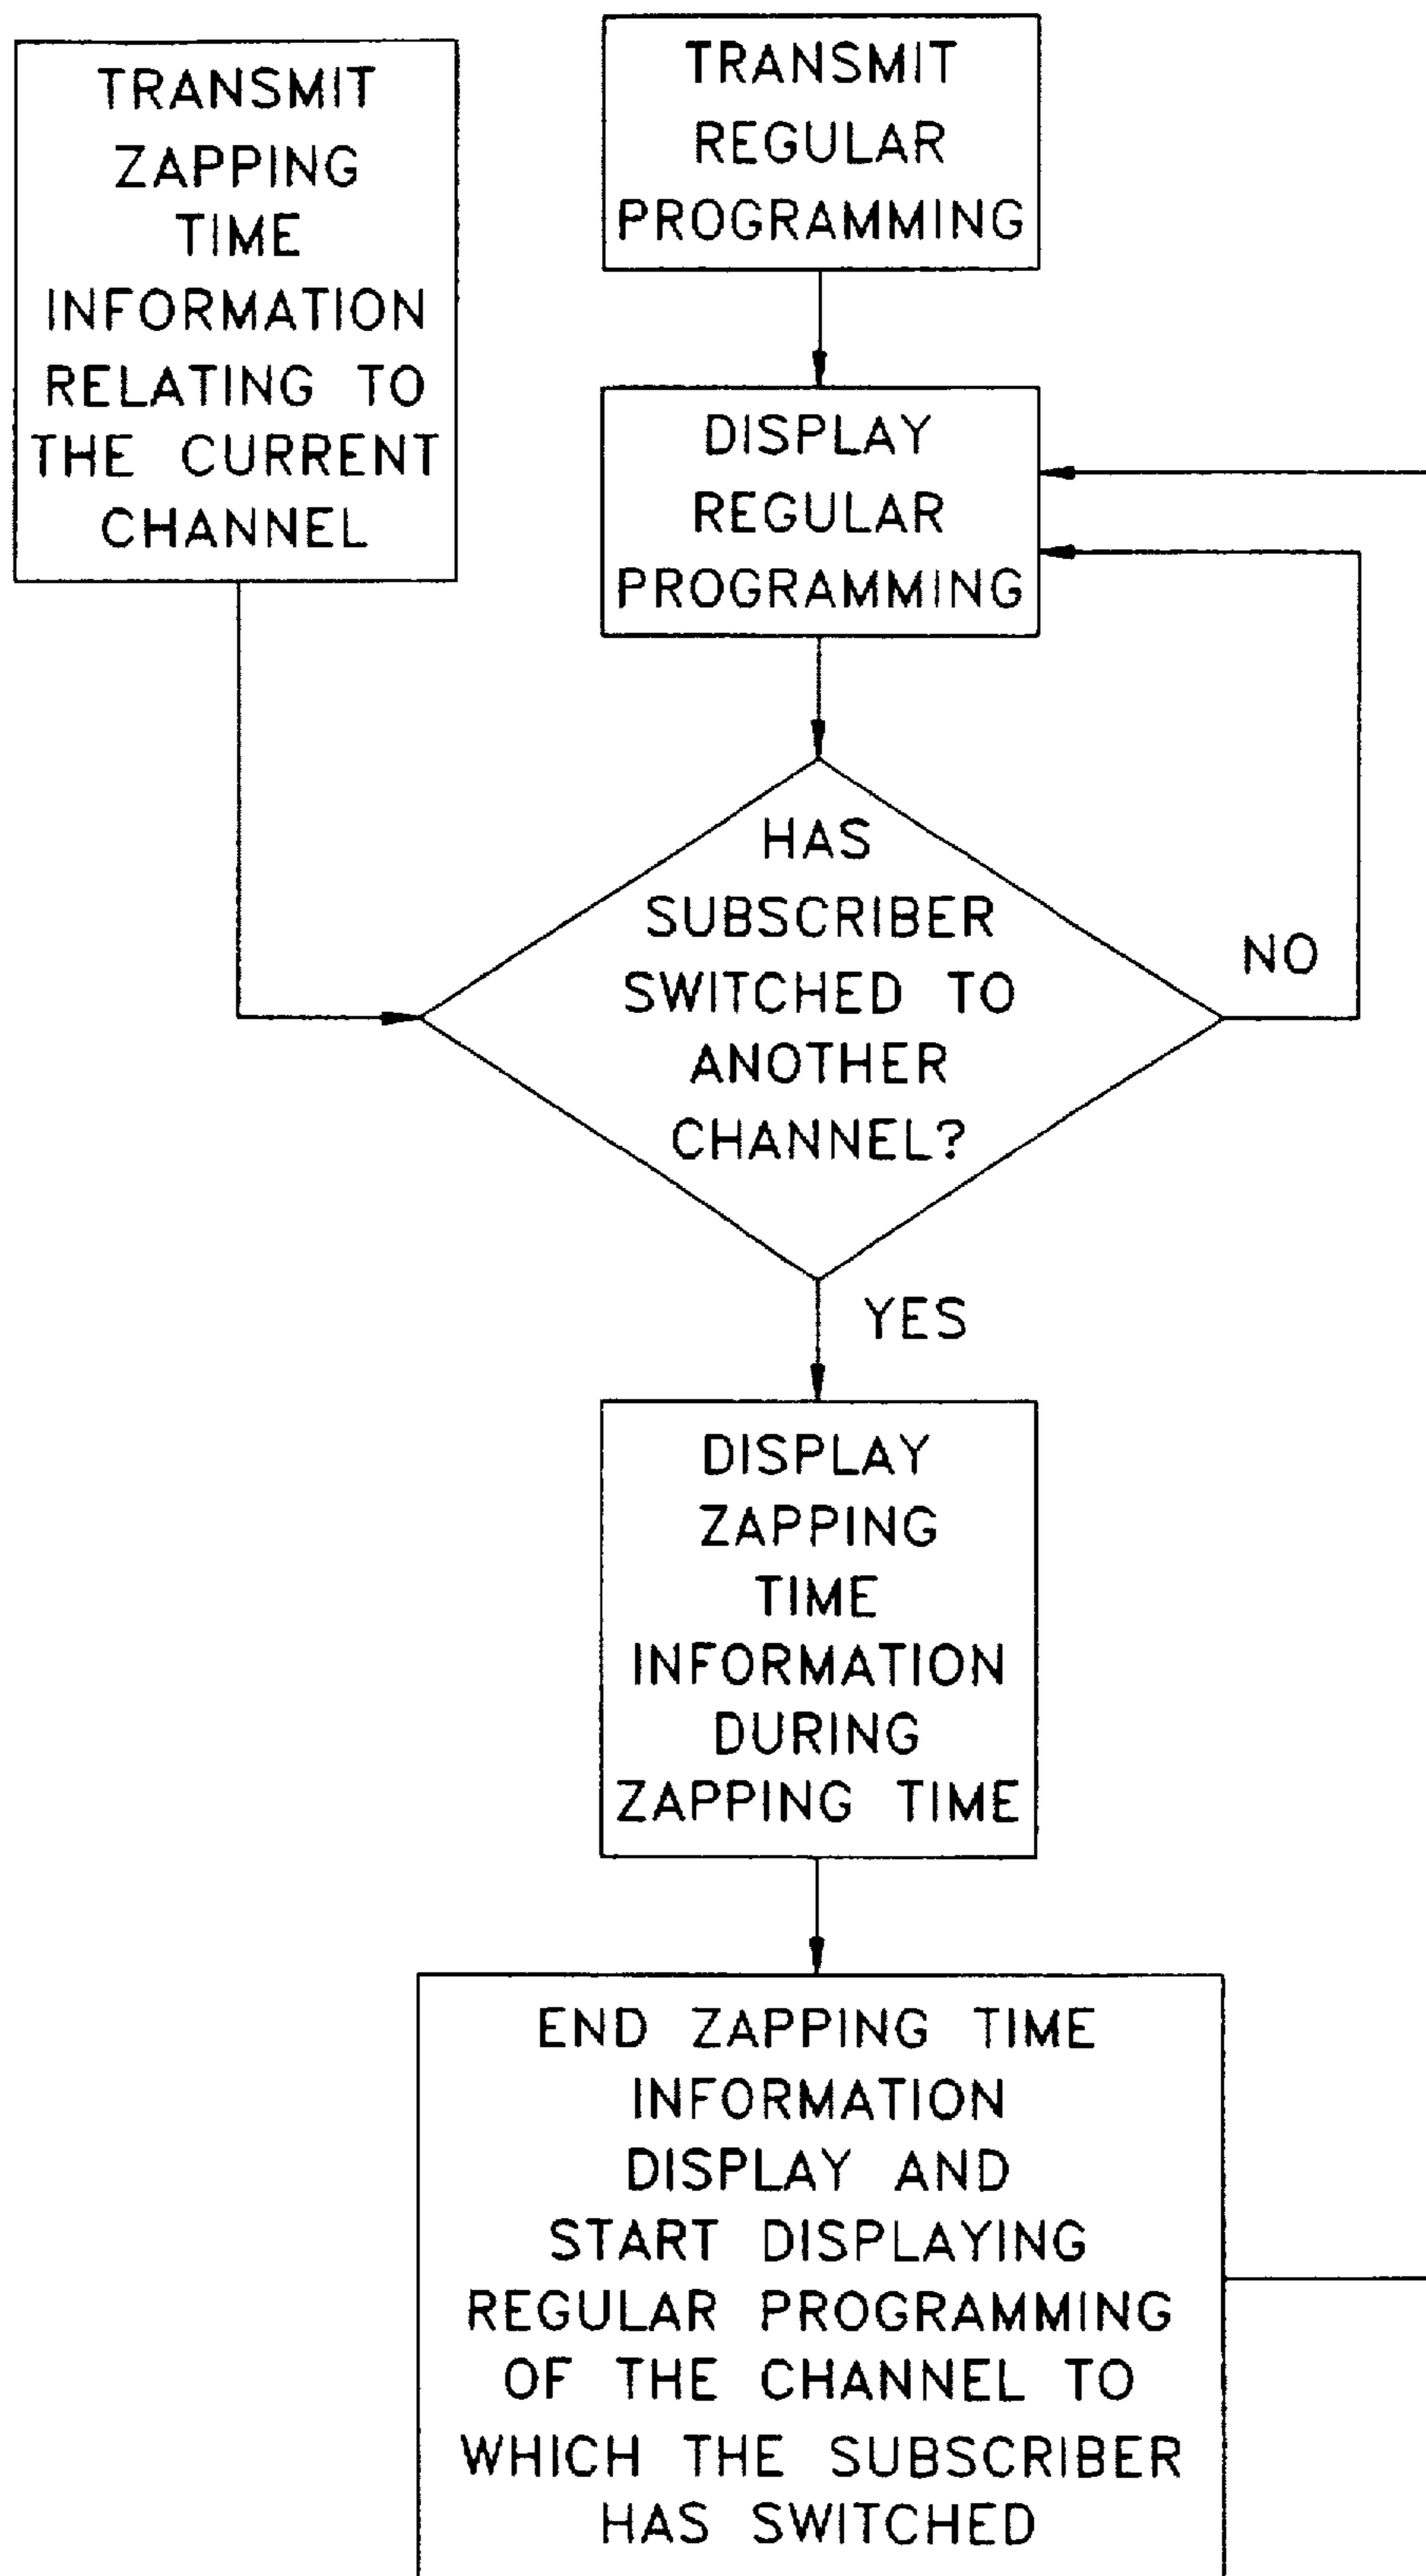 TRANSMIT
ZAPPING
TIME
INFORMATION
RELATING TO
THE CURRENT
CHANNEL
TRANSMIT
REGULAR
PROGRAMMING
DISPLAY
REGULAR
PROGRAMMING
HAS
SUBSCRIBER
SWITCHED TO
ANOTHER
CHANNEL?
NO
YES
DISPLAY
ZAPPING
TIME
INFORMATION
DURING
ZAPPING TIME
END ZAPPING TIME
INFORMATION
DISPLAY AND
START DISPLAYING
REGULAR PROGRAMMING
OF THE CHANNEL TO
WHICH THE SUBSCRIBER
HAS SWITCHED